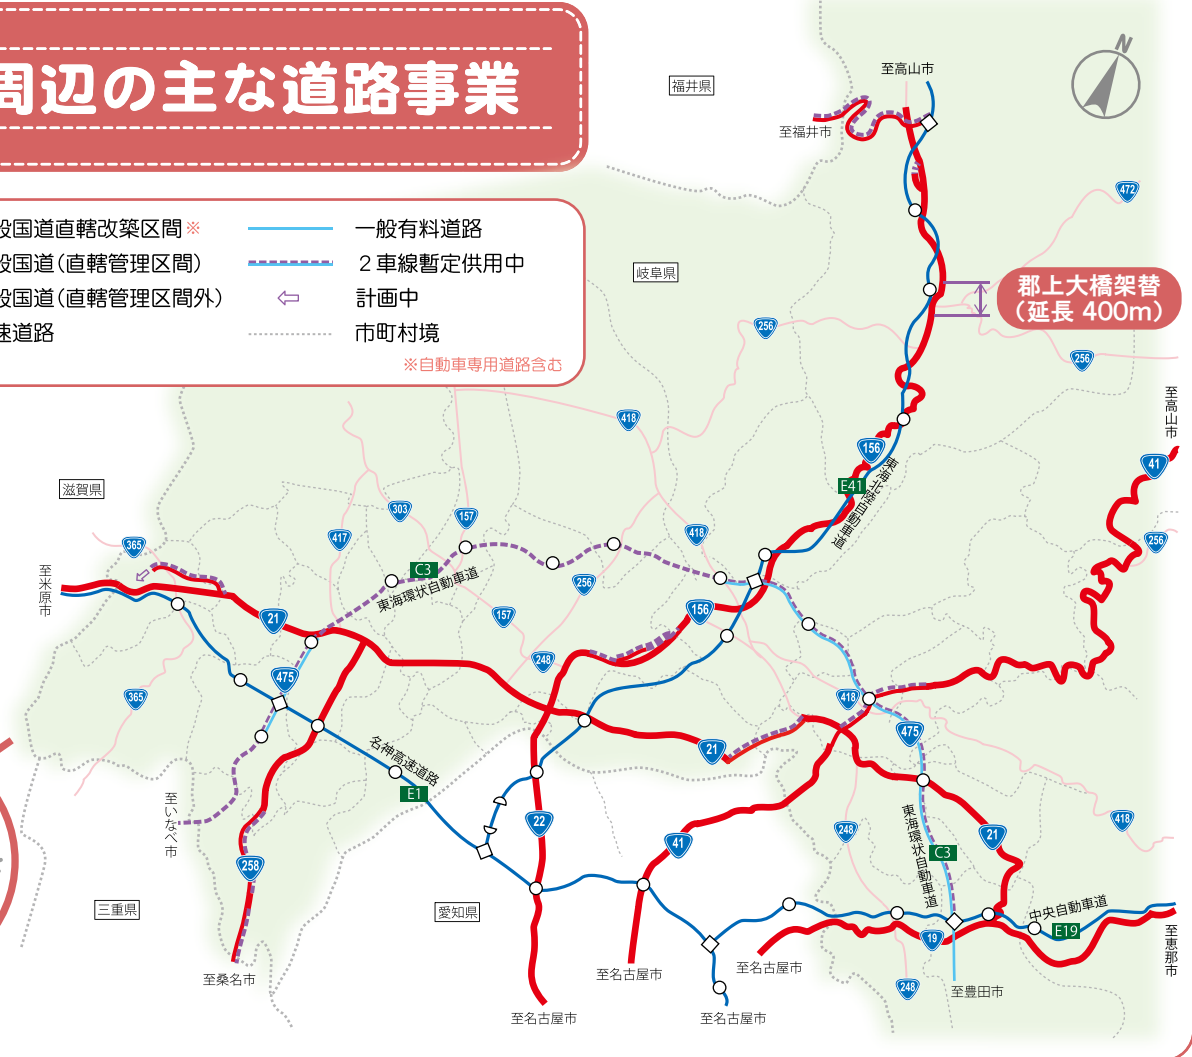 周辺の主な道路事業
般国道直轄改築区間※
般国道(直轄管理区間)
般国道(直轄管理区間外)
速道路
一般有料道路
２車線暫定供用中
計画中
市町村境
※自動車専用道路含む
N
福井県
至高山市
至福井市
472
岐阜県
郡上大橋架替
(延長 400m)
256
256
418
至高山市
156
41
E41
東海北陸自動車道
滋賀県
303
157
417
418
365
256
C3
東海環状自動車道
至米原市
256
157
156
21
248
475
365
418
475
21
名神高速道路
E1
至いなべ市
22
248
418
41
21
東海環状自動車道
C3
258
三重県
愛知県
中央自動車道
E19
19
至恵那市
至桑名市
至名古屋市
至名古屋市
248
至豊田市
至名古屋市
至名古屋市